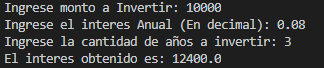 Ingrese monto a Invertir: 10000
Ingrese el interes Anual (En decimal): 0.08
Ingrese la cantidad de años a invertir: 3
El interes obtenido es: 12400.0